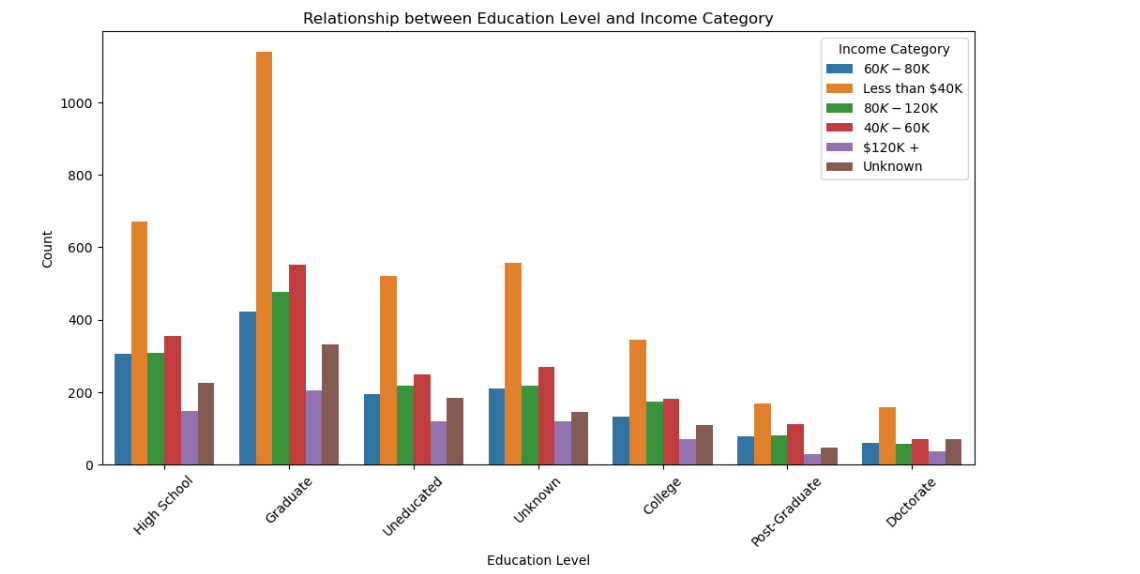 Relationship between Education Level and Income Category
Income Category
60K − 80K
Less than $40K
80K − 120K
40K − 60K
$120K +
Unknown
Count
1000
800
600
400
200
0
High School
Graduate
Uneducated
Unknown
College
Post-Graduate
Doctorate
Education Level